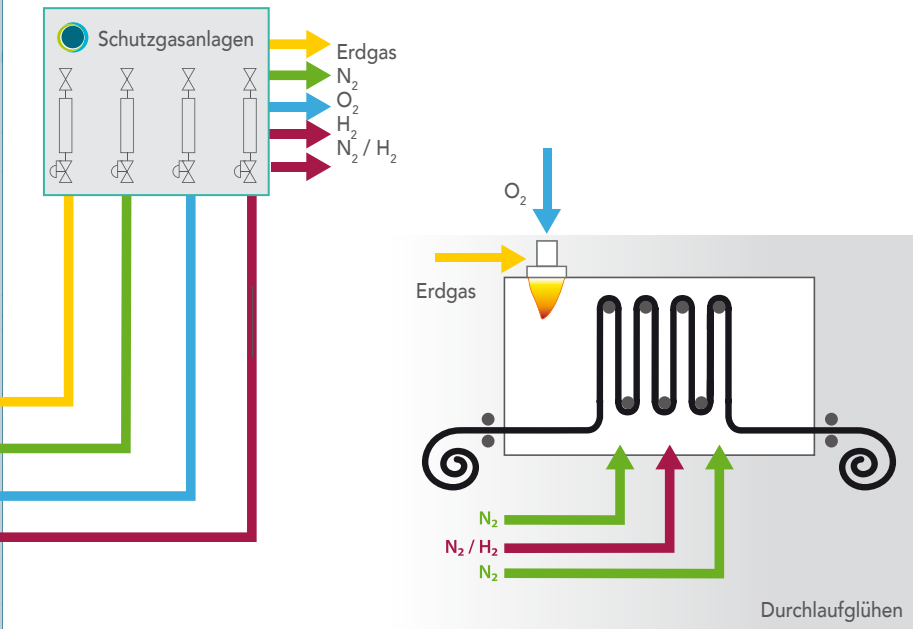 Schutzgasanlagen
Erdgas
N₂
O₂
H₂
N₂ / H₂
O₂
Erdgas
N₂
N₂ / H₂
N₂
Durchlaufglühen